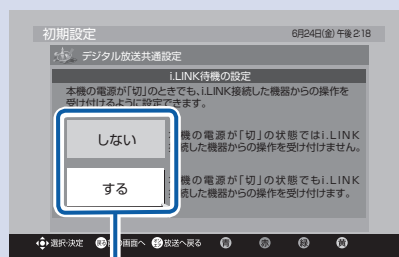 初期設定
6月24日(金) 午後2:18
デジタル放送共通設定
i.LINK待機の設定
本機の電源が「切」のときでも、i.LINK接続した機器からの操作を
受け付けるように設定できます。
しない
機の電源が「切」の状態ではi.LINK
続した機器からの操作を受け付けません。
する
機の電源が「切」の状態でもi.LINK
続した機器からの操作を受け付けます。
選択・決定 戻る 前の画面へ 放送へ戻る 青 赤 緑 黄